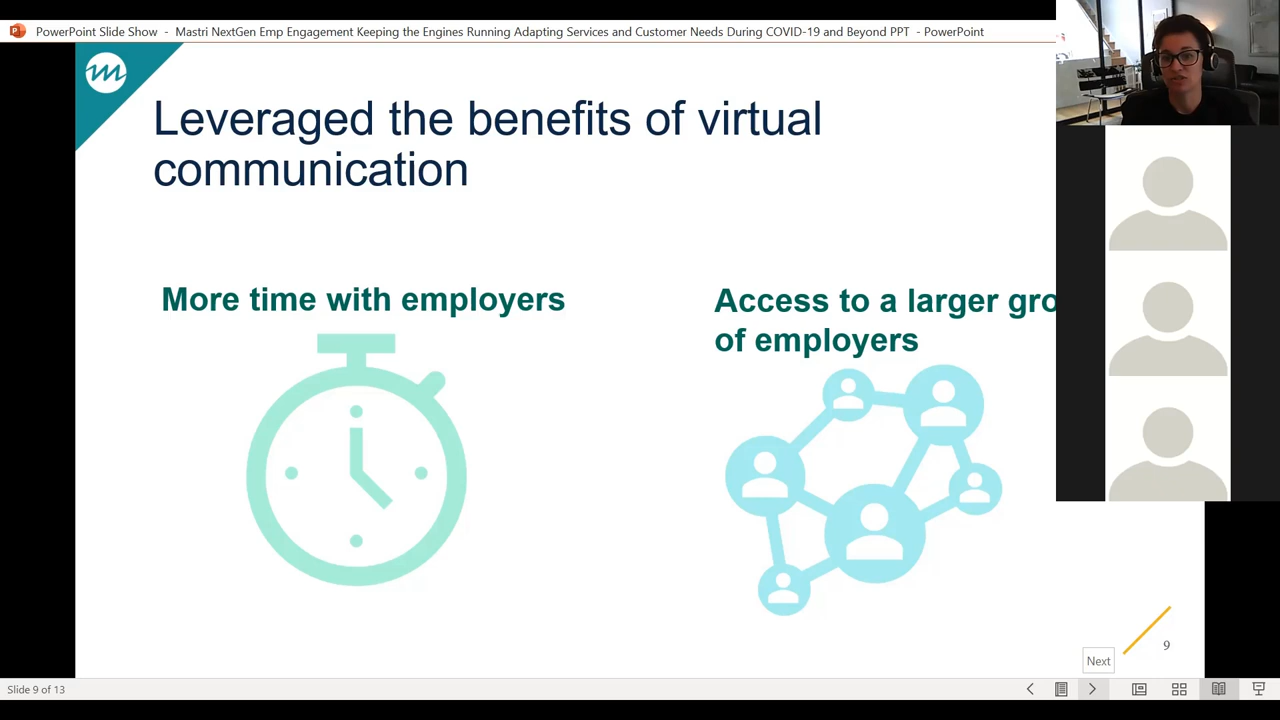 PowerPoint Slide Show - Mastri NextGen Emp Engagement Keeping the Engines Running Adapting Services and Customer Needs During COVID-19 and Beyond PPT - PowerPoint
Leveraged the benefits of virtual
communication
More time with employers
Access to a larger gro
of employers
9
Next
Slide 9 of 13